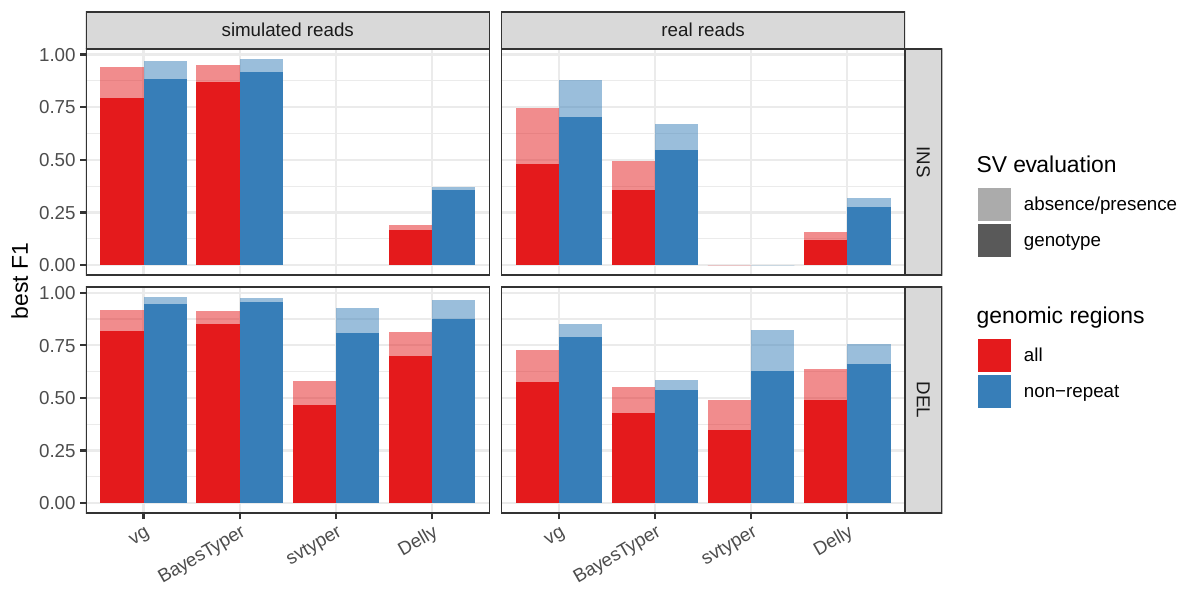 simulated reads
real reads
1.00
0.75
0.50
0.25
0.00
INS
1.00
0.75
0.50
0.25
0.00
DEL
best F1
vg
BayesTyper
svtyper
Delly
vg
BayesTyper
svtyper
Delly
SV evaluation
absence/presence
genotype
genomic regions
all
non−repeat